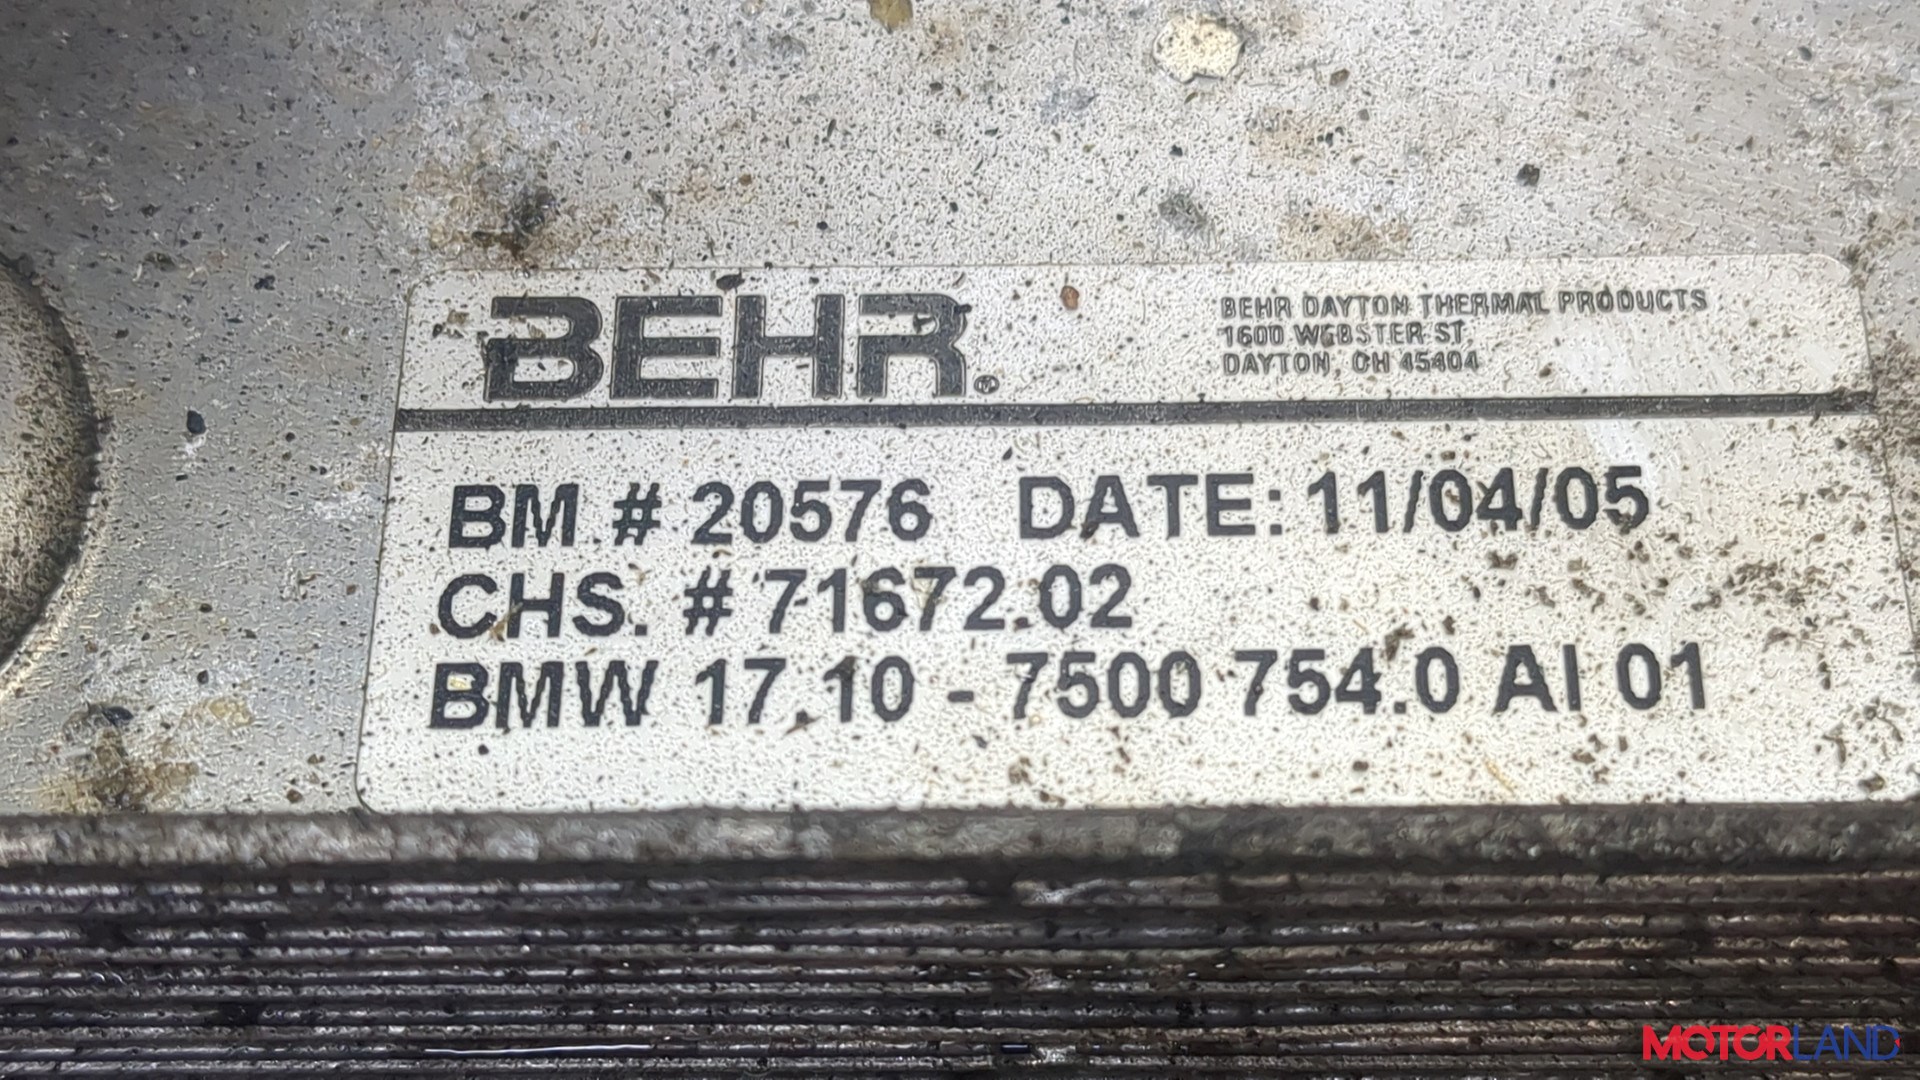 BEHR®
BEHR DAYTON THERMAL PRODUCTS
1600 WEBSTER ST
DAYTON, OH 45404
BM # 20576 DATE: 11/04/05
CHS. # 71672.02
BMW 17.10 - 7500 754.0 AI 01
MOTORLAND